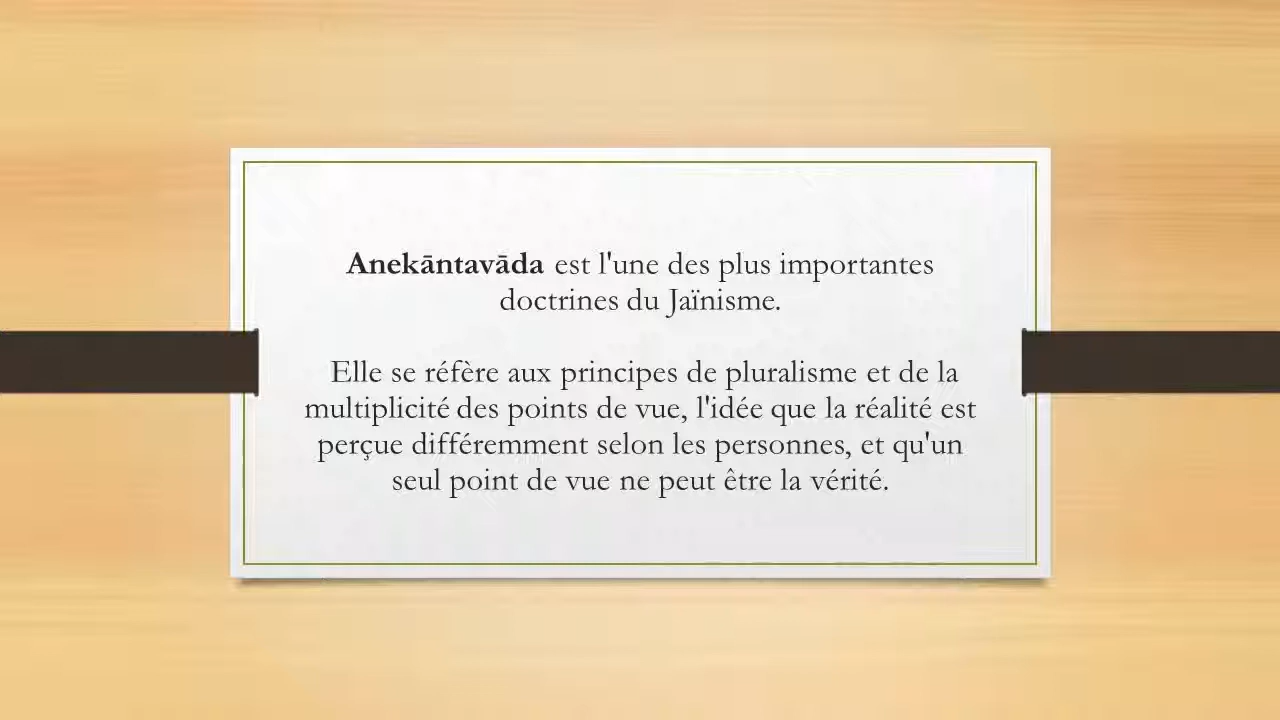 Anekāntavāda est l'une des plus importantes
doctrines du Jaïnisme.
Elle se réfère aux principes de pluralisme et de la
multiplicité des points de vue, l'idée que la réalité est
perçue différemment selon les personnes, et qu'un
seul point de vue ne peut être la vérité.